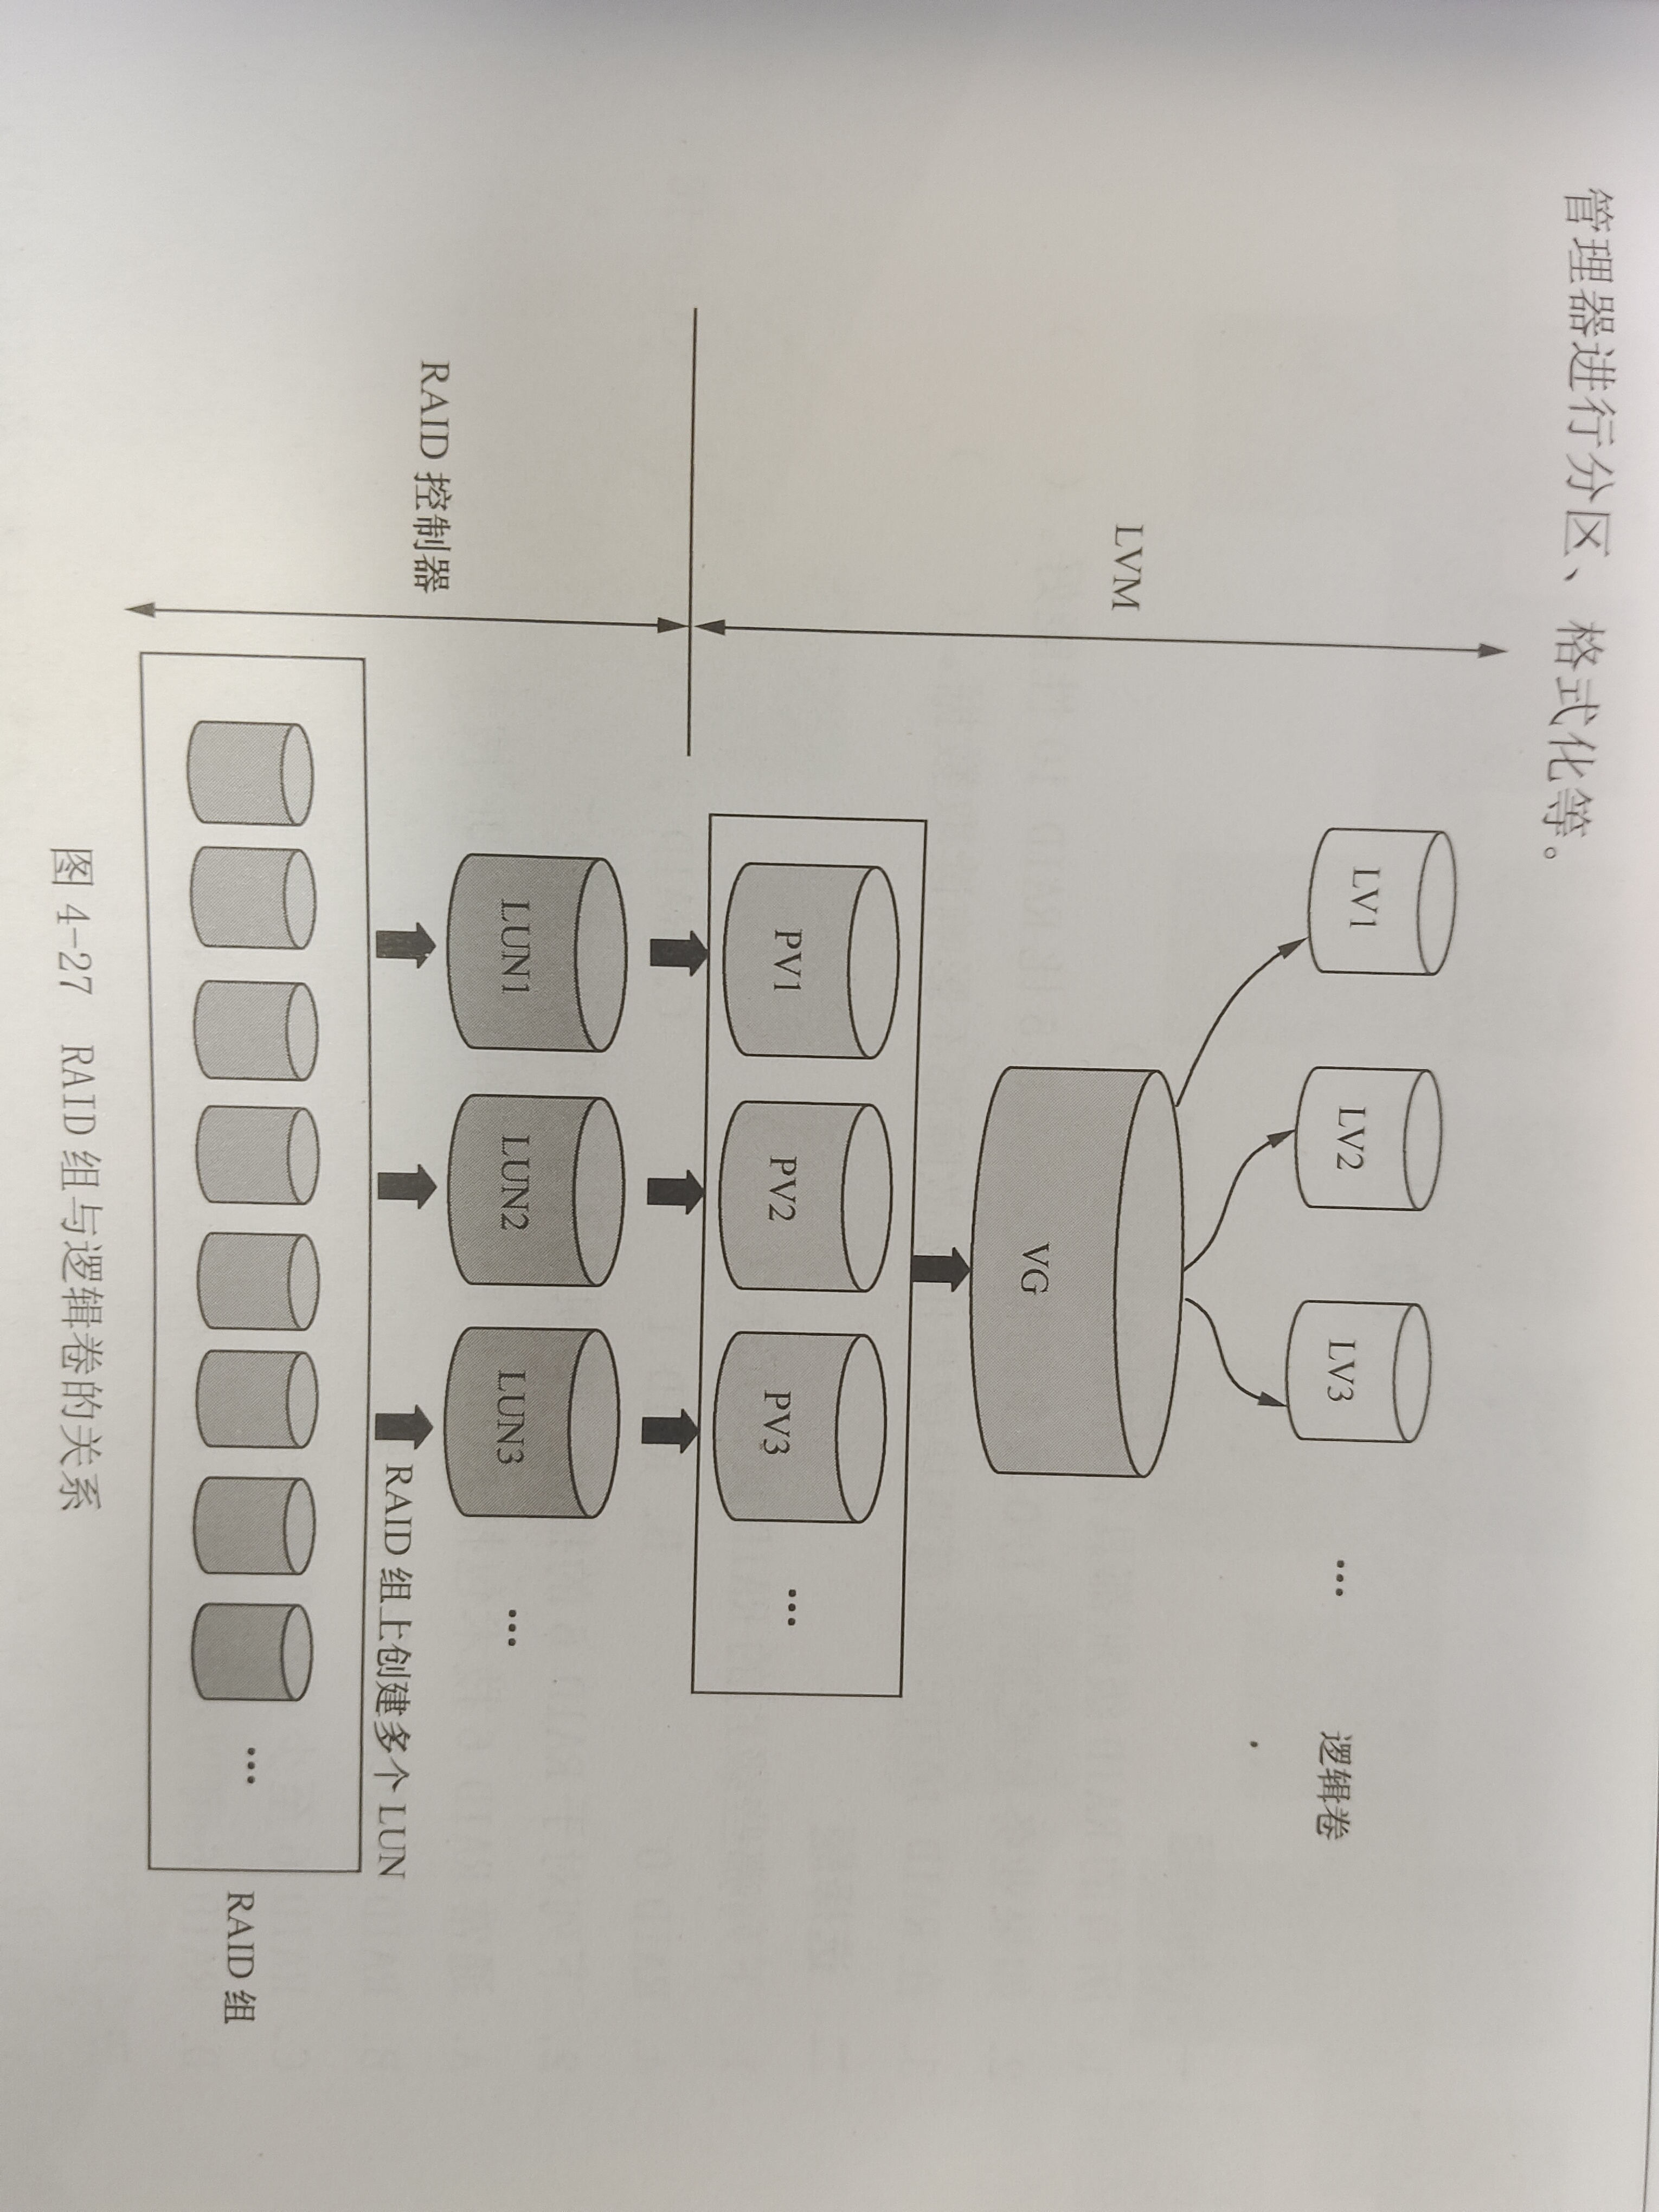 管理器进行分区、格式化等。
LV1 LV2 LV3 … 逻辑卷
LVM
VG
PV1 PV2 PV3 …
LUN1 LUN2 LUN3 …
RAID 控制器
RAID 组上创建多个 LUN
… RAID 组
图 4-27 RAID 组与逻辑卷的关系